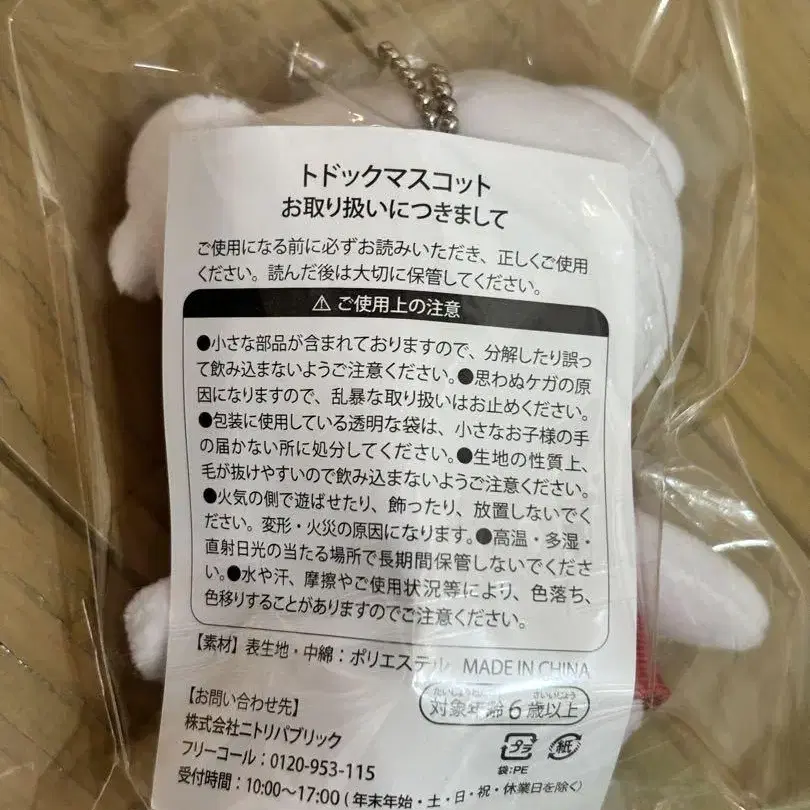 トドックマスコット
お取り扱いにつきまして
ご使用になる前に必ずお読みいただき、正しくご使用
ください。読んだ後は大切に保管してください。
⚠ ご使用上の注意
●小さな部品が含まれておりますので、分解したり誤っ
て飲み込まないようご注意ください。●思わぬケガの原
因になりますので、乱暴な取り扱いはお止めください。
●包装に使用している透明な袋は、小さなお子様の手
の届かない所に処分してください。●生地の性質上、
毛が抜けやすいので飲み込まないようご注意ください。
●火気の側で遊ばせたり、飾ったり、放置しないでく
ださい。変形・火災の原因になります。●高温・多湿・
直射日光の当たる場所で長期間保管しないでくださ
い。●水や汗、摩擦やご使用状況等により、色落ち、
色移りすることがありますのでご注意ください。
【素材】表生地・中綿：ポリエステル MADE IN CHINA
【お問い合わせ先】
たいしょうねんれい さいいじょう
対象年齢6歳以上
株式会社ニトリパブリック
フリーコール：0120-953-115
プラ 紙
袋:PE
受付時間：10:00〜17:00（年末年始・土・日・祝・休業日を除く）